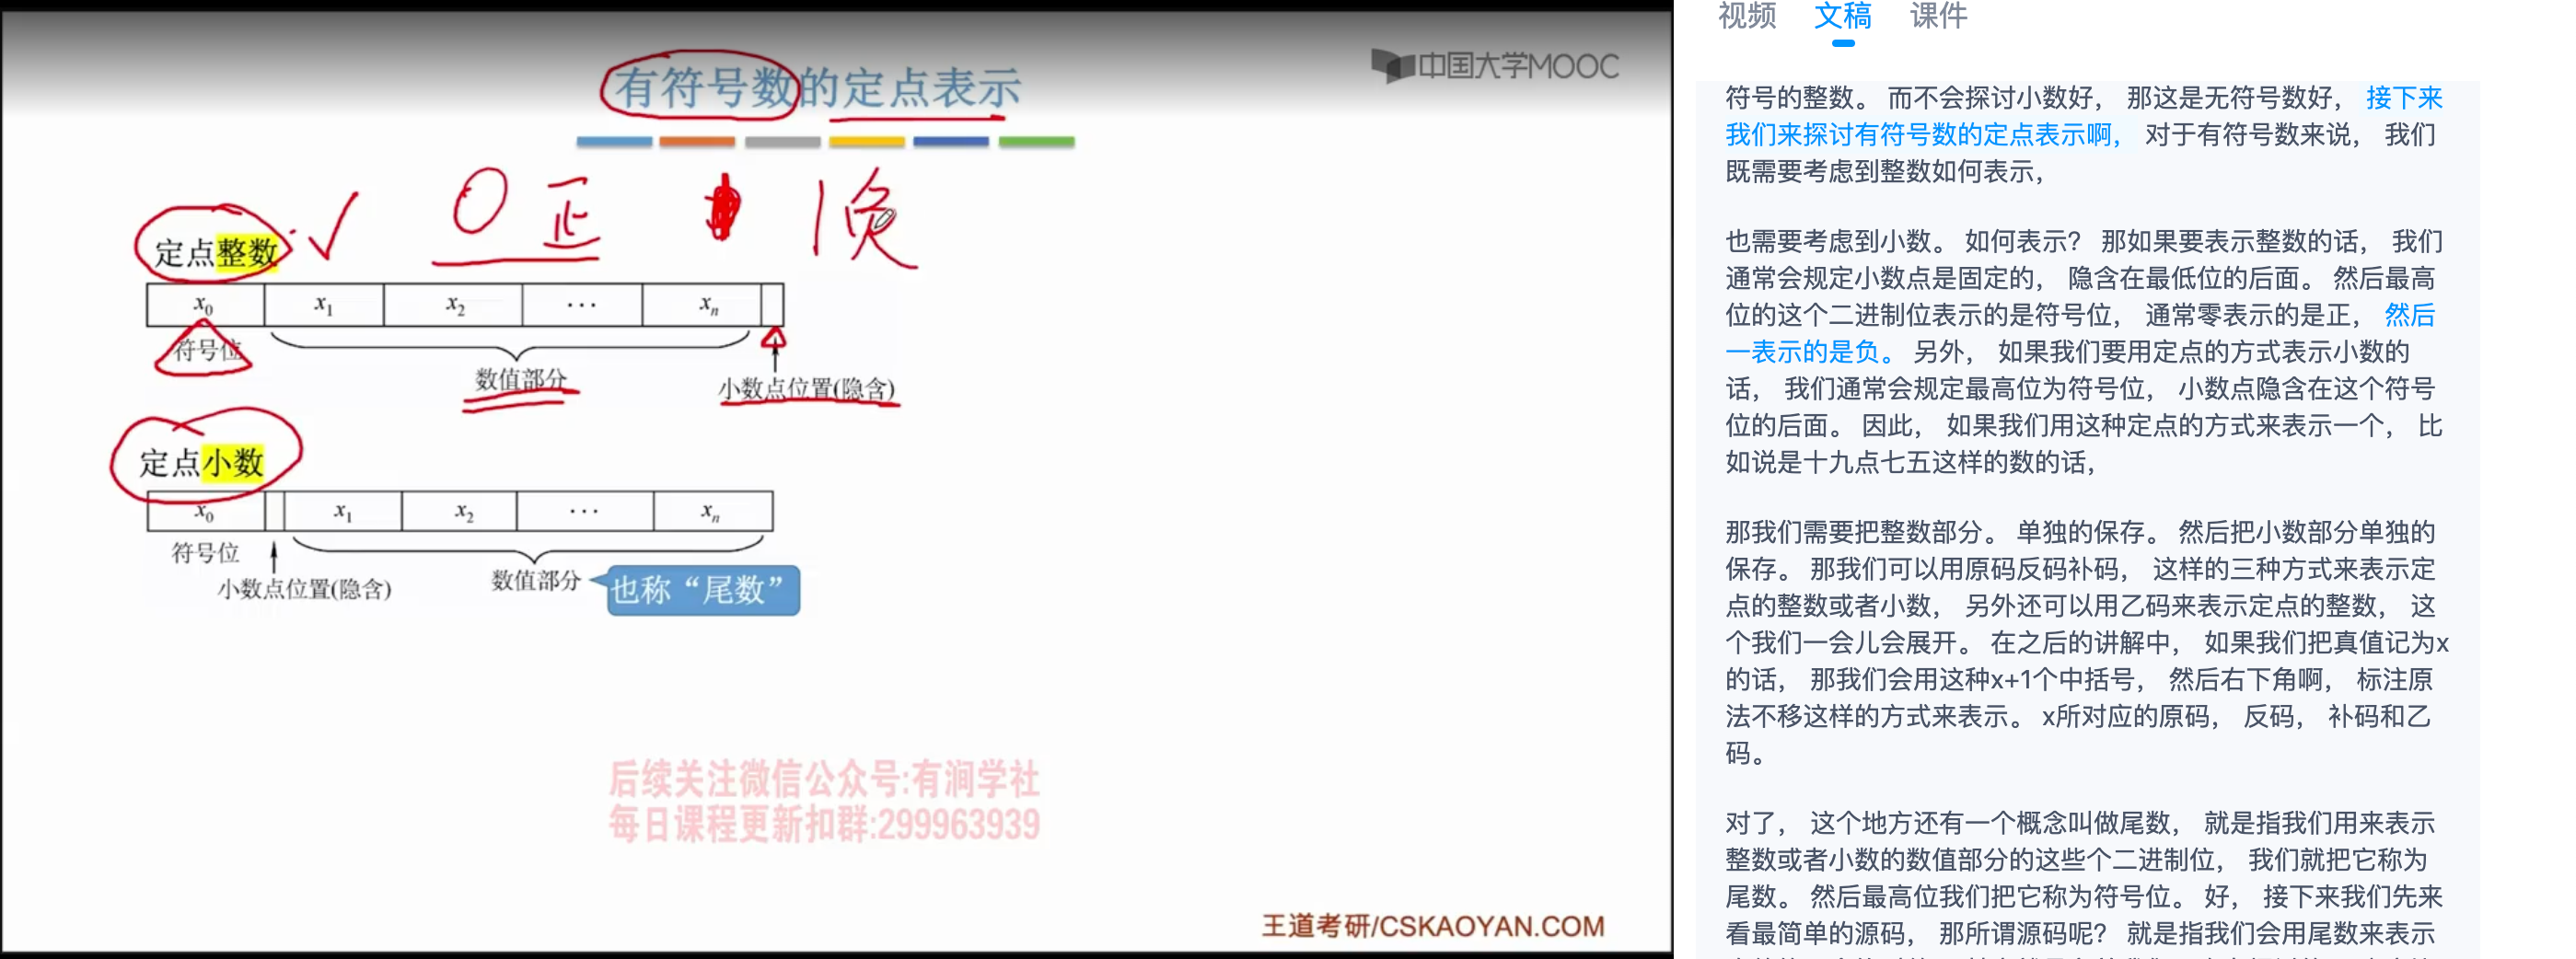 有符号数的定点表示
中国大学MOOC
0 正 1 负
定点整数
x0 x1 x2 ··· xn
符号位
数值部分
小数点位置(隐含)
定点小数
x0 x1 x2 ··· xn
符号位
小数点位置(隐含)
数值部分
也称“尾数”
后续关注微信公众号:有涧学社
每日课程更新扣群:299963939
王道考研/CSKAOYAN.COM
视频 文稿 课件
符号的整数。 而不会探讨小数好， 那这是无符号数好， 接下来
我们来探讨有符号数的定点表示啊， 对于有符号数来说， 我们
既需要考虑到整数如何表示，
也需要考虑到小数。 如何表示？ 那如果要表示整数的话， 我们
通常会规定小数点是固定的， 隐含在最低位的后面。 然后最高
位的这个二进制位表示的是符号位， 通常零表示的是正， 然后
一表示的是负。 另外， 如果我们要用定点的方式表示小数的
话， 我们通常会规定最高位为符号位， 小数点隐含在这个符号
位的后面。 因此， 如果我们用这种定点的方式来表示一个， 比
如说是十九点七五这样的数的话，
那我们需要把整数部分。 单独的保存。 然后把小数部分单独的
保存。 那我们可以用原码反码补码， 这样的三种方式来表示定
点的整数或者小数， 另外还可以用乙码来表示定点的整数， 这
个我们一会儿会展开。 在之后的讲解中， 如果我们把真值记为x
的话， 那我们会用这种x+1个中括号， 然后右下角啊， 标注原
法不移这样的方式来表示。 x所对应的原码， 反码， 补码和乙
码。
对了， 这个地方还有一个概念叫做尾数， 就是指我们用来表示
整数或者小数的数值部分的这些个二进制位， 我们就把它称为
尾数。 然后最高位我们把它称为符号位。 好， 接下来我们先来
看最简单的源码， 那所谓源码呢？ 就是指我们会用尾数来表示